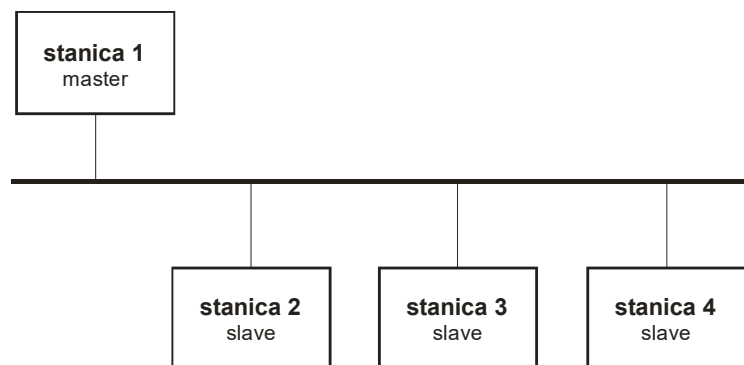 stanica 1
master
stanica 2
slave
stanica 3
slave
stanica 4
slave